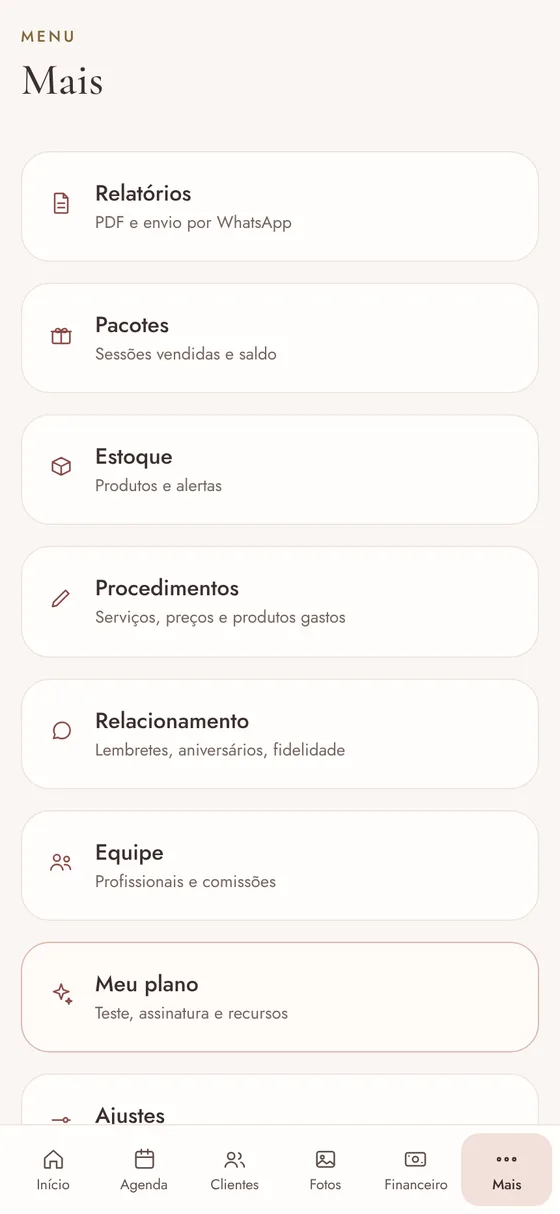 MENU
Mais
Relatórios
PDF e envio por WhatsApp
Pacotes
Sessões vendidas e saldo
Estoque
Produtos e alertas
Procedimentos
Serviços, preços e produtos gastos
Relacionamento
Lembretes, aniversários, fidelidade
Equipe
Profissionais e comissões
Meu plano
Teste, assinatura e recursos
Ajustes
Início
Agenda
Clientes
Fotos
Financeiro
Mais